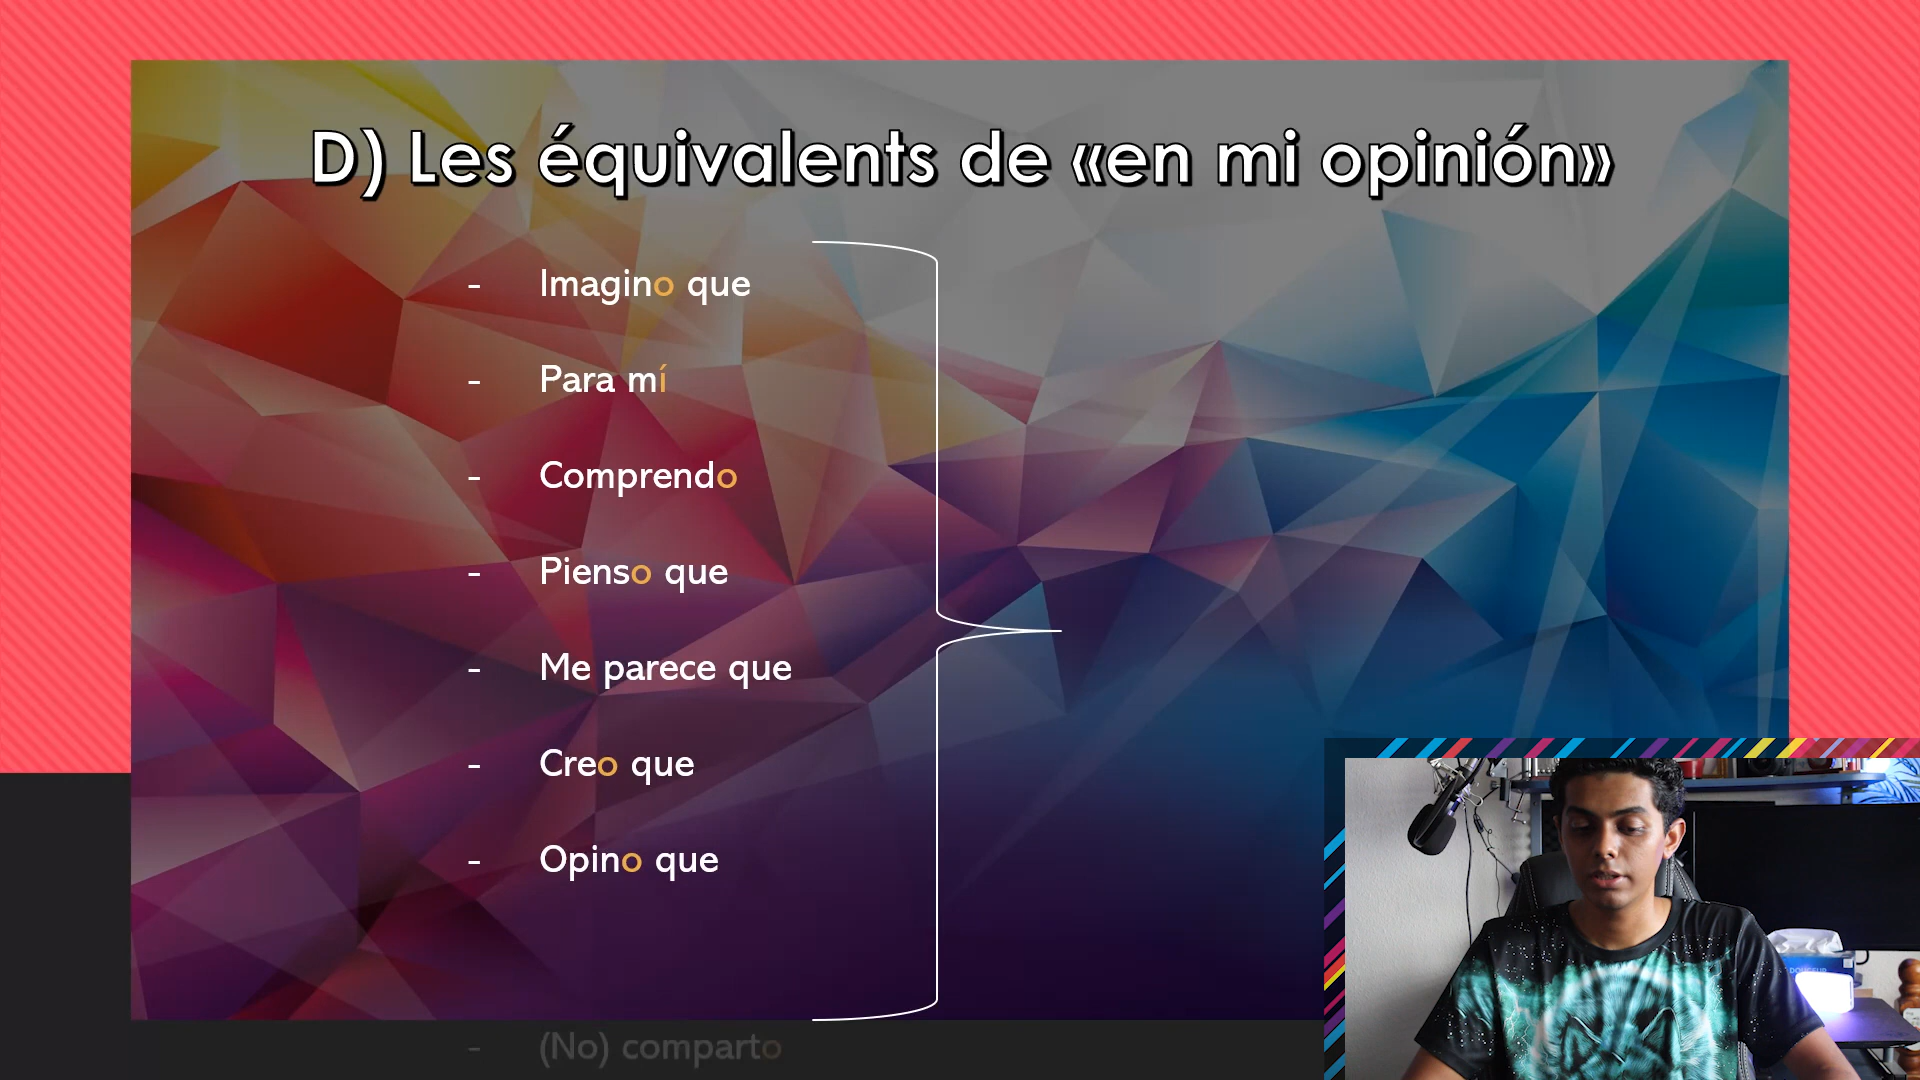 D) Les équivalents de «en mi opinión»
- Imagino que
- Para mí
- Comprendo
- Pienso que
- Me parece que
- Creo que
- Opino que
- (No) comparto
DOUCEUR